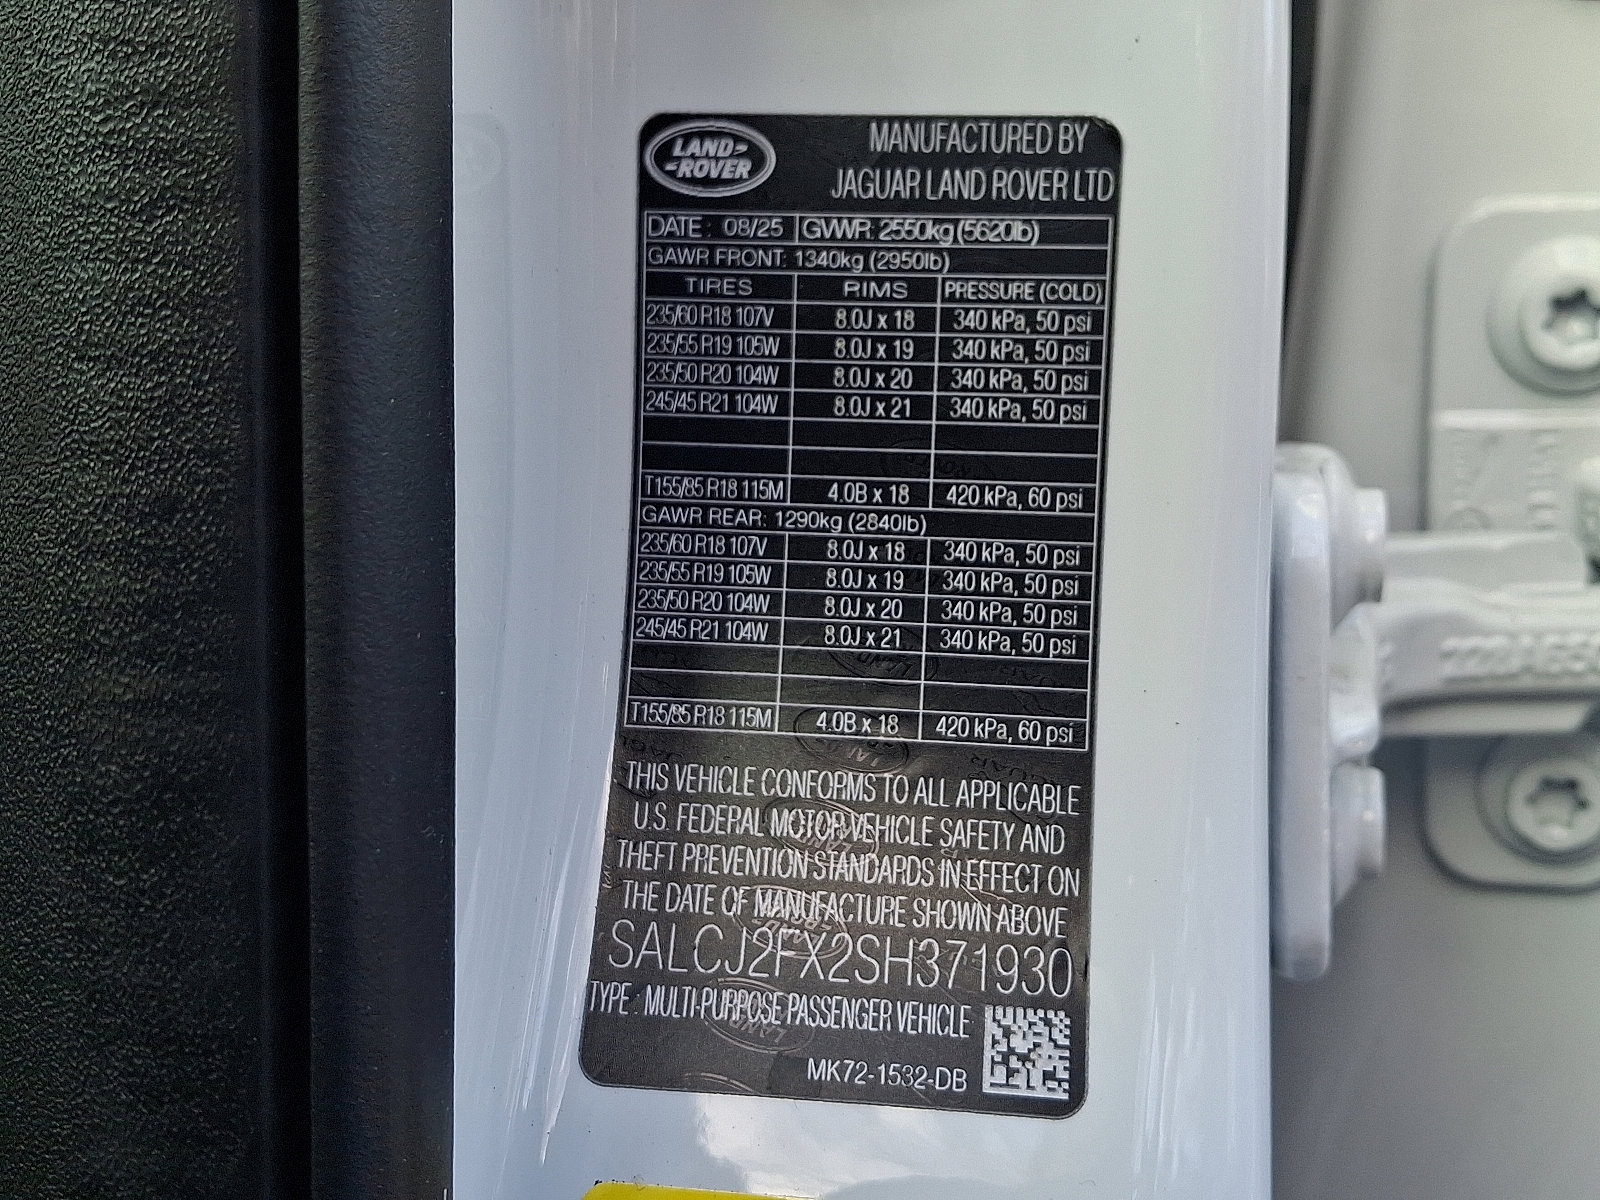 LAND ROVER
MANUFACTURED BY
JAGUAR LAND ROVER LTD
DATE : 08/25 GVWR: 2550kg (5620lb)
GAWR FRONT: 1340kg (2950lb)
TIRES RIMS PRESSURE (COLD)
235/60 R18 107V 8.0J x 18 340 kPa, 50 psi
235/55 R19 105W 8.0J x 19 340 kPa, 50 psi
235/50 R20 104W 8.0J x 20 340 kPa, 50 psi
245/45 R21 104W 8.0J x 21 340 kPa, 50 psi
T155/85 R18 115M 4.0B x 18 420 kPa, 60 psi
GAWR REAR: 1290kg (2840lb)
235/60 R18 107V 8.0J x 18 340 kPa, 50 psi
235/55 R19 105W 8.0J x 19 340 kPa, 50 psi
235/50 R20 104W 8.0J x 20 340 kPa, 50 psi
245/45 R21 104W 8.0J x 21 340 kPa, 50 psi
T155/85 R18 115M 4.0B x 18 420 kPa, 60 psi
THIS VEHICLE CONFORMS TO ALL APPLICABLE
U.S. FEDERAL MOTOR VEHICLE SAFETY AND
THEFT PREVENTION STANDARDS IN EFFECT ON
THE DATE OF MANUFACTURE SHOWN ABOVE
SALCJ2FX2SH371930
TYPE : MULTI-PURPOSE PASSENGER VEHICLE
MK72-1532-DB